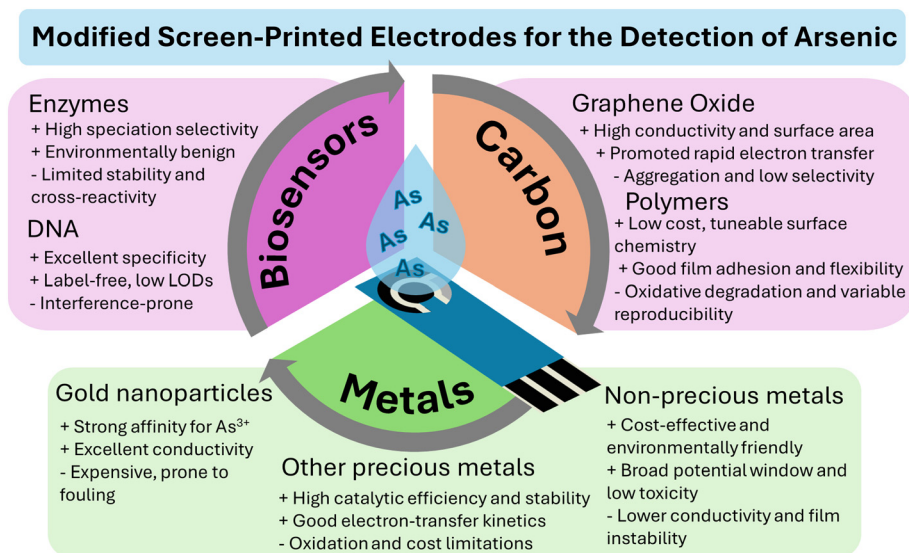 Modified Screen-Printed Electrodes for the Detection of Arsenic
Enzymes
+ High speciation selectivity
+ Environmentally benign
- Limited stability and
cross-reactivity
DNA
+ Excellent specificity
+ Label-free, low LODs
- Interference-prone
Biosensors
Carbon
As
As
As
As
Graphene Oxide
+ High conductivity and surface area
+ Promoted rapid electron transfer
- Aggregation and low selectivity
Polymers
+ Low cost, tuneable surface
chemistry
+ Good film adhesion and flexibility
- Oxidative degradation and variable
reproducibility
Metals
Gold nanoparticles
+ Strong affinity for As³⁺
+ Excellent conductivity
- Expensive, prone to
fouling
Other precious metals
+ High catalytic efficiency and stability
+ Good electron-transfer kinetics
- Oxidation and cost limitations
Non-precious metals
+ Cost-effective and
environmentally friendly
+ Broad potential window and
low toxicity
- Lower conductivity and film
instability